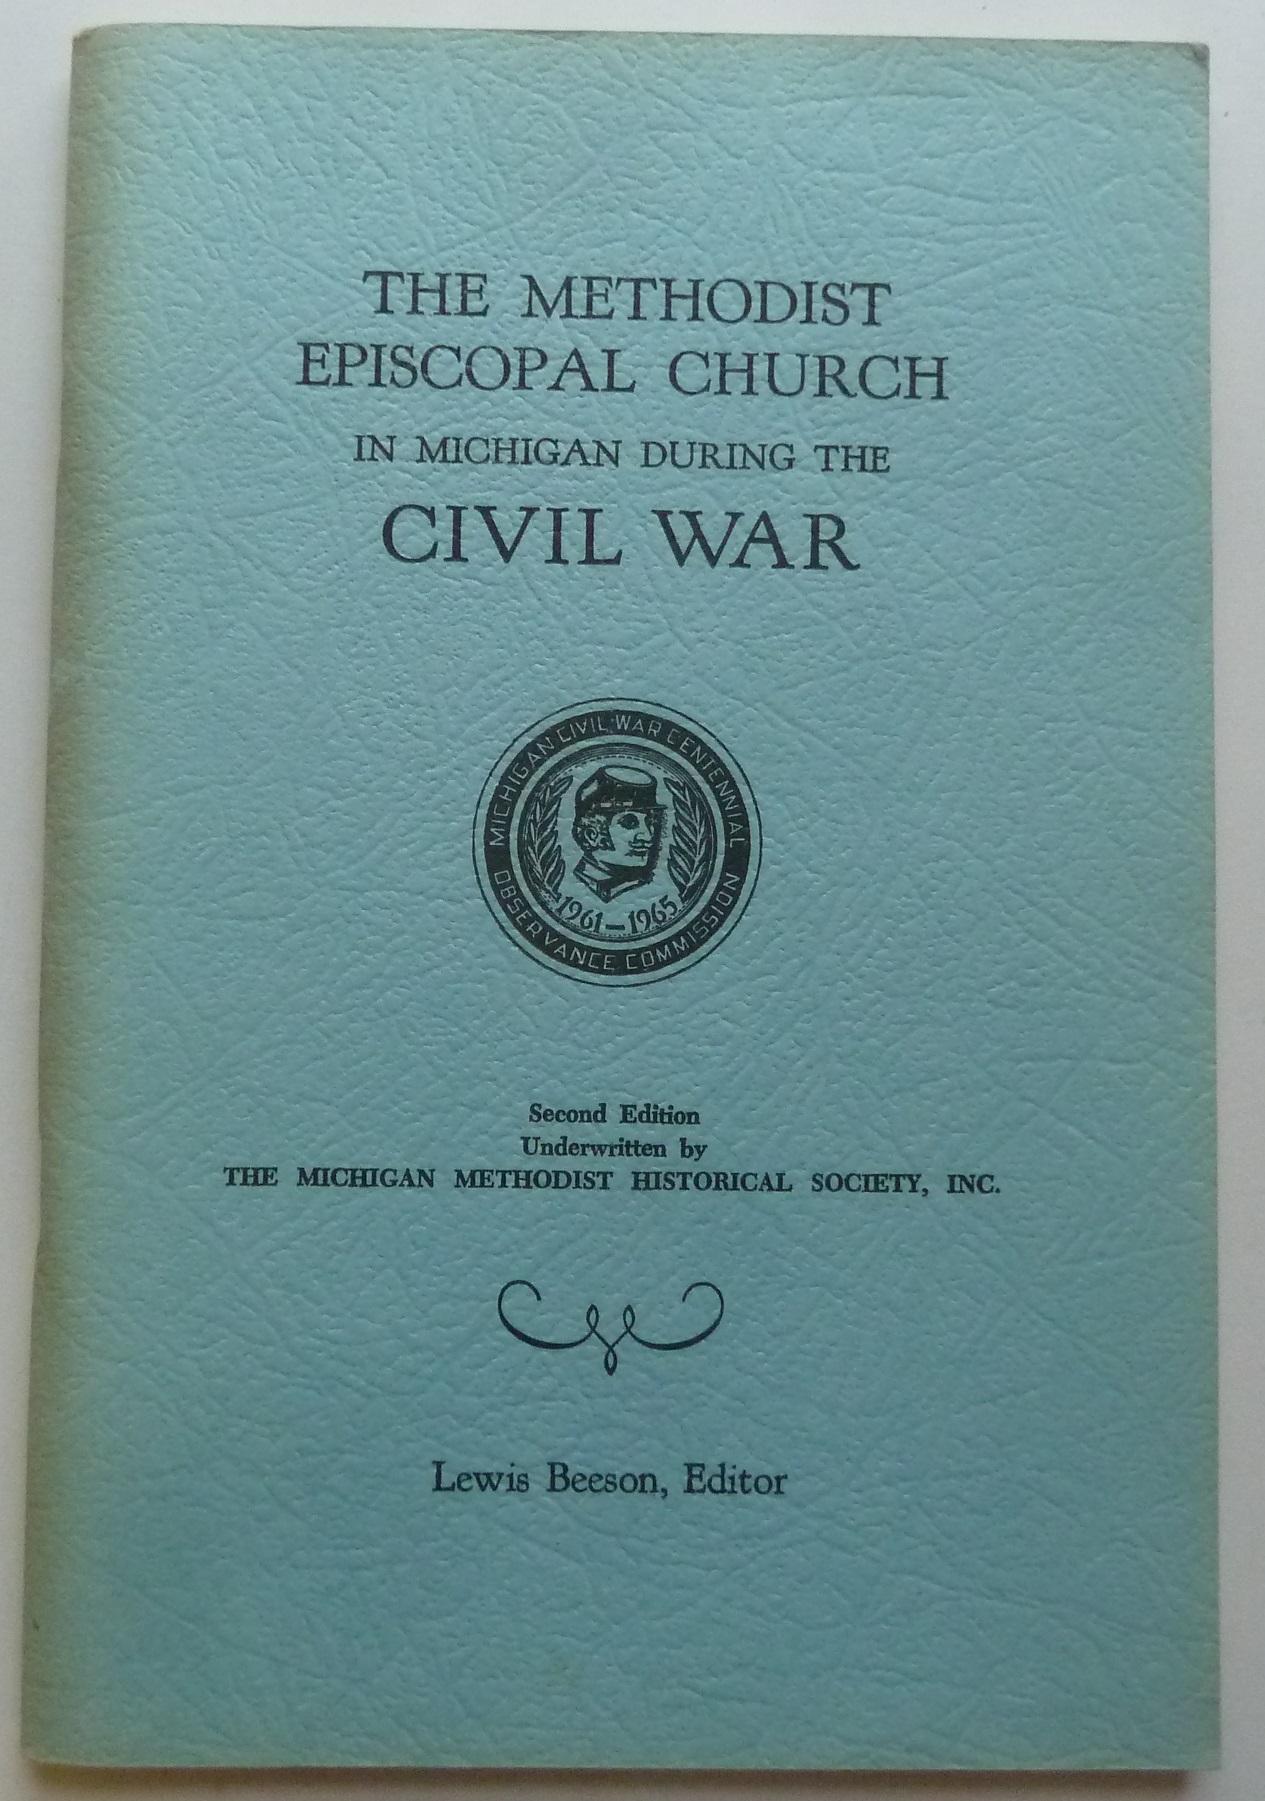 THE METHODIST
EPISCOPAL CHURCH
IN MICHIGAN DURING THE
CIVIL WAR
MICHIGAN CIVIL WAR CENTENNIAL
OBSERVANCE COMMISSION
1961—1965
Second Edition
Underwritten by
THE MICHIGAN METHODIST HISTORICAL SOCIETY, INC.
Lewis Beeson, Editor